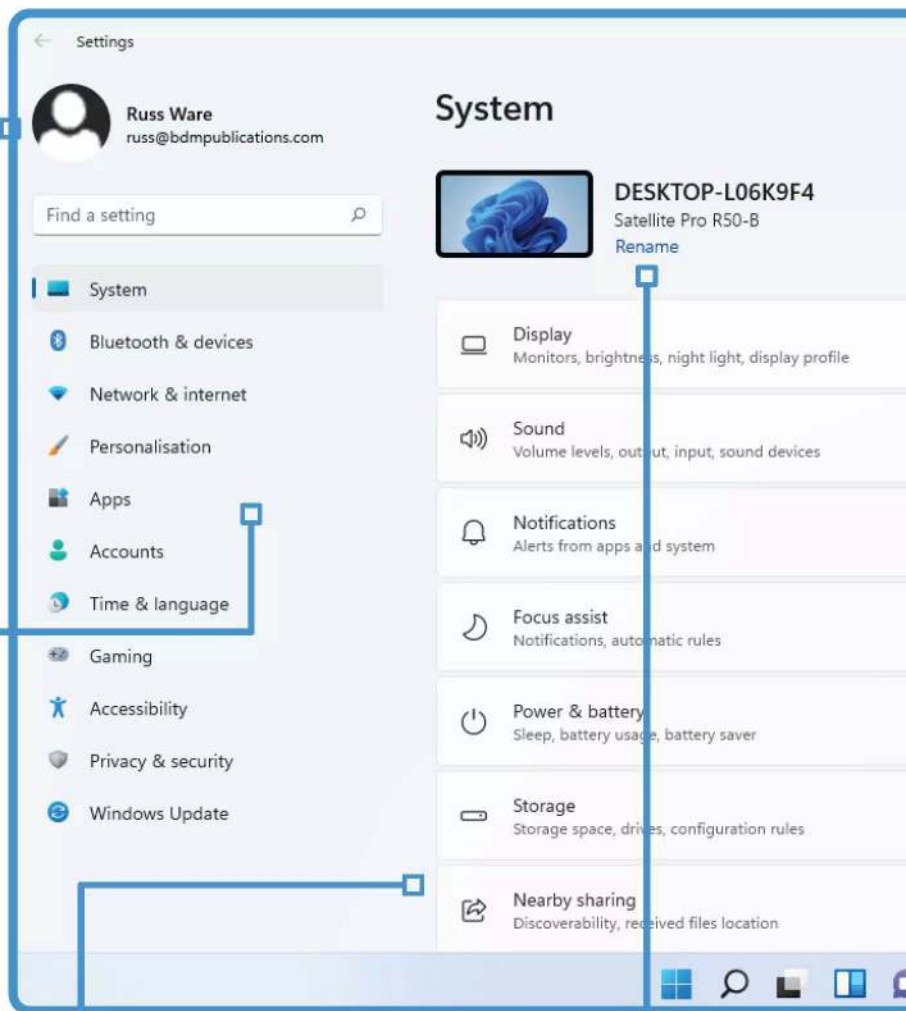 Settings
Russ Ware
russ@bdmpublications.com
Find a setting
System
Bluetooth & devices
Network & internet
Personalisation
Apps
Accounts
Time & language
Gaming
Accessibility
Privacy & security
Windows Update
System
DESKTOP-L06K9F4
Satellite Pro R50-B
Rename
Display
Monitors, brightness, night light, display profile
Sound
Volume levels, output, input, sound devices
Notifications
Alerts from apps and system
Focus assist
Notifications, automatic rules
Power & battery
Sleep, battery usage, battery saver
Storage
Storage space, drives, configuration rules
Nearby sharing
Discoverability, received files location